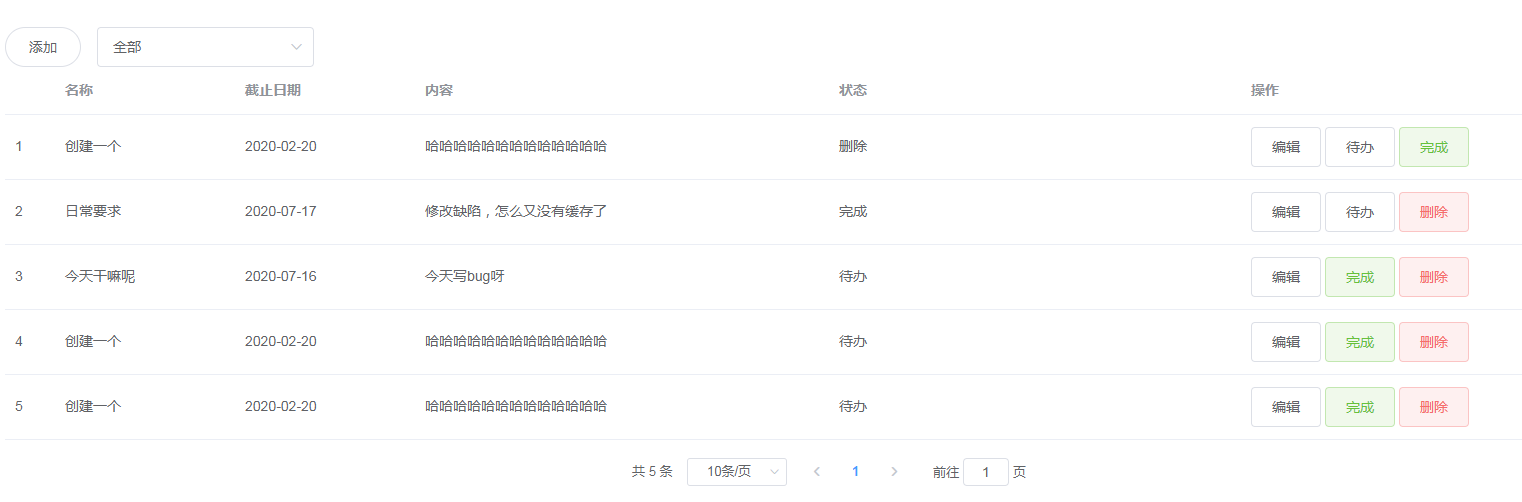 添加 全部
名称 截止日期 内容 状态 操作
1 创建一个 2020-02-20 哈哈哈哈哈哈哈哈哈哈哈哈哈 删除 编辑 待办 完成
2 日常要求 2020-07-17 修改缺陷，怎么又没有缓存了 完成 编辑 待办 删除
3 今天干嘛呢 2020-07-16 今天写bug呀 待办 编辑 完成 删除
4 创建一个 2020-02-20 哈哈哈哈哈哈哈哈哈哈哈哈哈 待办 编辑 完成 删除
5 创建一个 2020-02-20 哈哈哈哈哈哈哈哈哈哈哈哈哈 待办 编辑 完成 删除
共 5 条 10条/页 1 前往 1 页